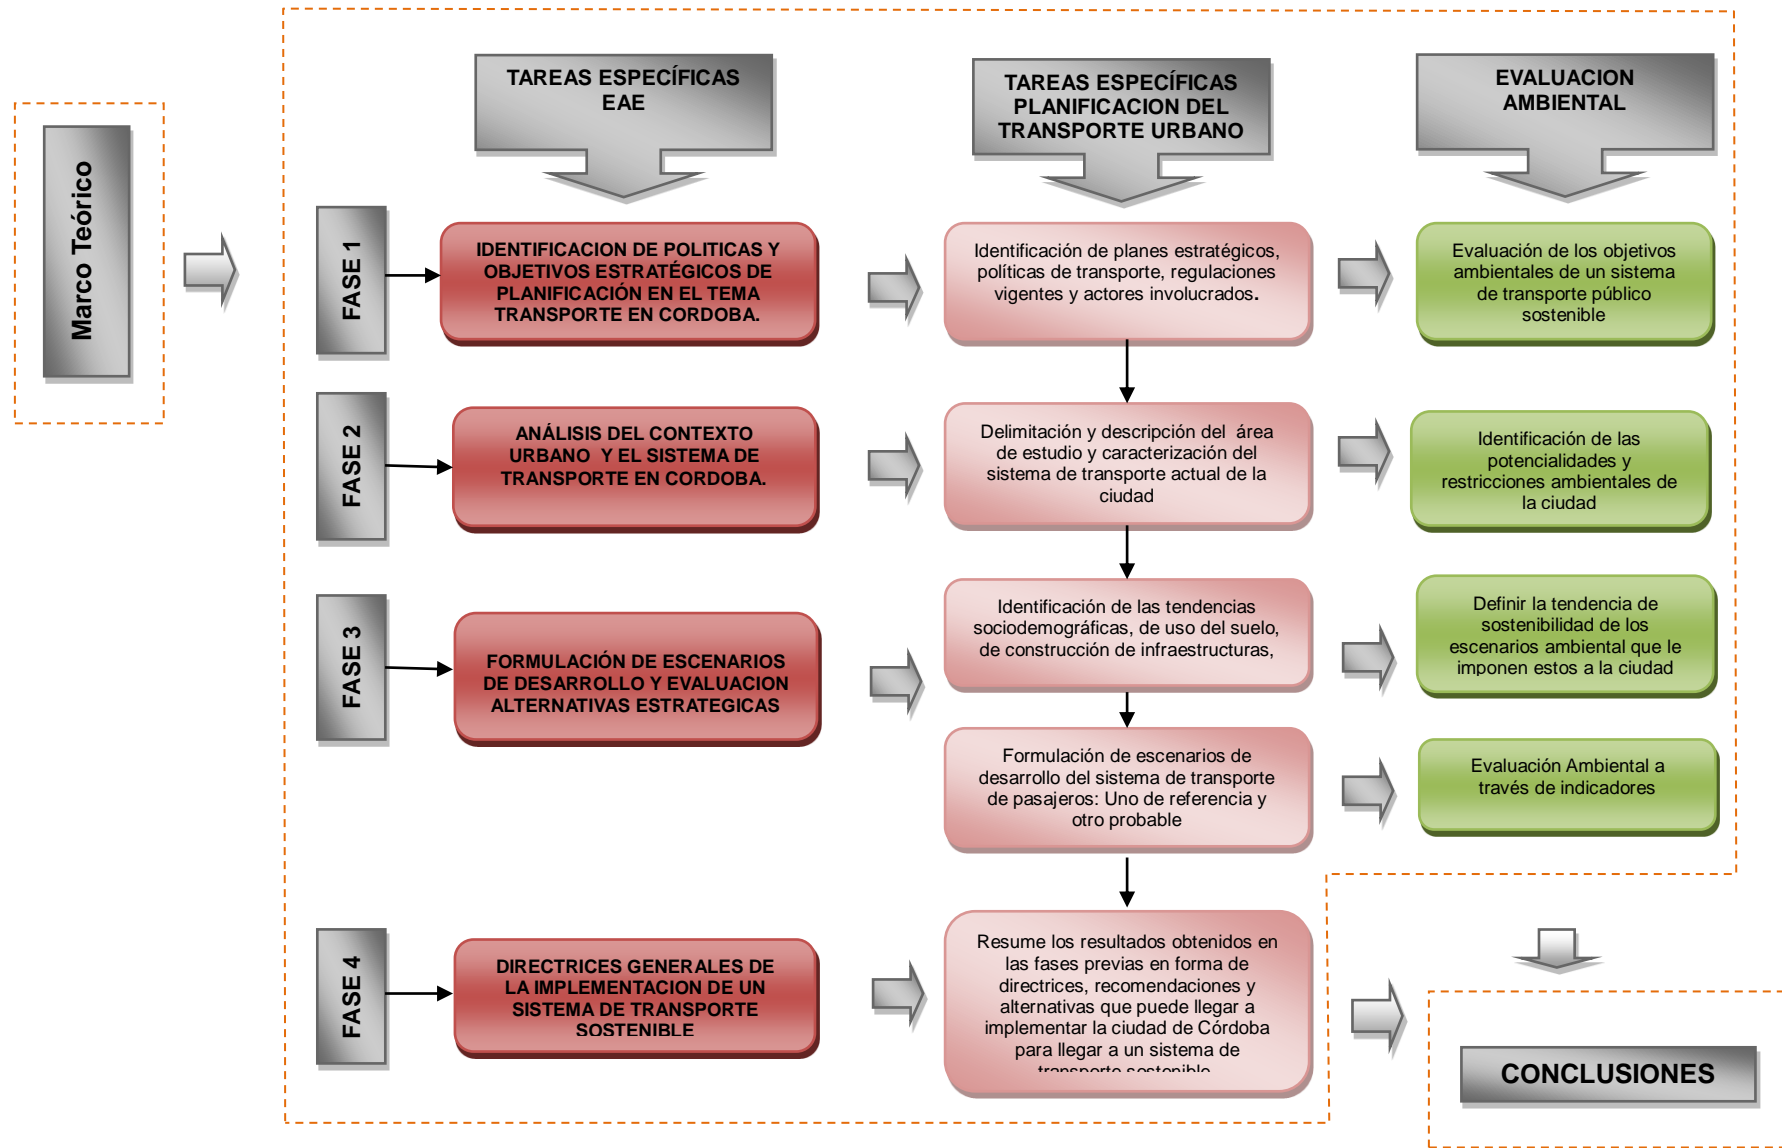 Marco Teórico
TAREAS ESPECÍFICAS
EAE
TAREAS ESPECÍFICAS
PLANIFICACION DEL
TRANSPORTE URBANO
EVALUACION
AMBIENTAL
FASE 1
IDENTIFICACION DE POLITICAS Y
OBJETIVOS ESTRATÉGICOS DE
PLANIFICACIÓN EN EL TEMA
TRANSPORTE EN CORDOBA.
Identificación de planes estratégicos,
políticas de transporte, regulaciones
vigentes y actores involucrados.
Evaluación de los objetivos
ambientales de un sistema
de transporte público
sostenible
FASE 2
ANÁLISIS DEL CONTEXTO
URBANO  Y EL SISTEMA DE
TRANSPORTE EN CORDOBA.
Delimitación y descripción del  área
de estudio y caracterización del
sistema de transporte actual de la
ciudad
Identificación de las
potencialidades y
restricciones ambientales de
la ciudad
FASE 3
FORMULACIÓN DE ESCENARIOS
DE DESARROLLO Y EVALUACION
ALTERNATIVAS ESTRATEGICAS
Identificación de las tendencias
sociodemográficas, de uso del suelo,
de construcción de infraestructuras,
Definir la tendencia de
sostenibilidad de los
escenarios ambiental que le
imponen estos a la ciudad
Formulación de escenarios de
desarrollo del sistema de transporte
de pasajeros: Uno de referencia y
otro probable
Evaluación Ambiental a
través de indicadores
FASE 4
DIRECTRICES GENERALES DE
LA IMPLEMENTACION DE UN
SISTEMA DE TRANSPORTE
SOSTENIBLE
Resume los resultados obtenidos en
las fases previas en forma de
directrices, recomendaciones y
alternativas que puede llegar a
implementar la ciudad de Córdoba
para llegar a un sistema de
transporte sostenible
CONCLUSIONES